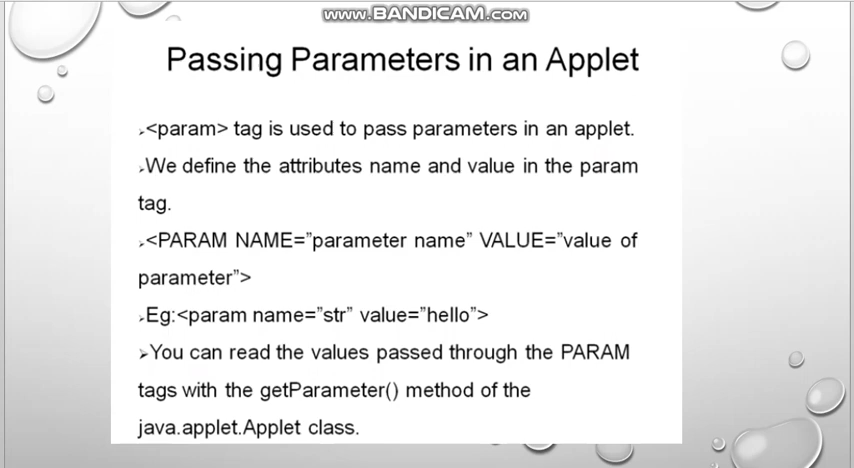 www.BANDICAM.com
Passing Parameters in an Applet
➢<param> tag is used to pass parameters in an applet.
➢We define the attributes name and value in the param
tag.
➢<PARAM NAME=”parameter name” VALUE=”value of
parameter”>
➢Eg:<param name=”str” value=”hello”>
➢You can read the values passed through the PARAM
tags with the getParameter() method of the
java.applet.Applet class.